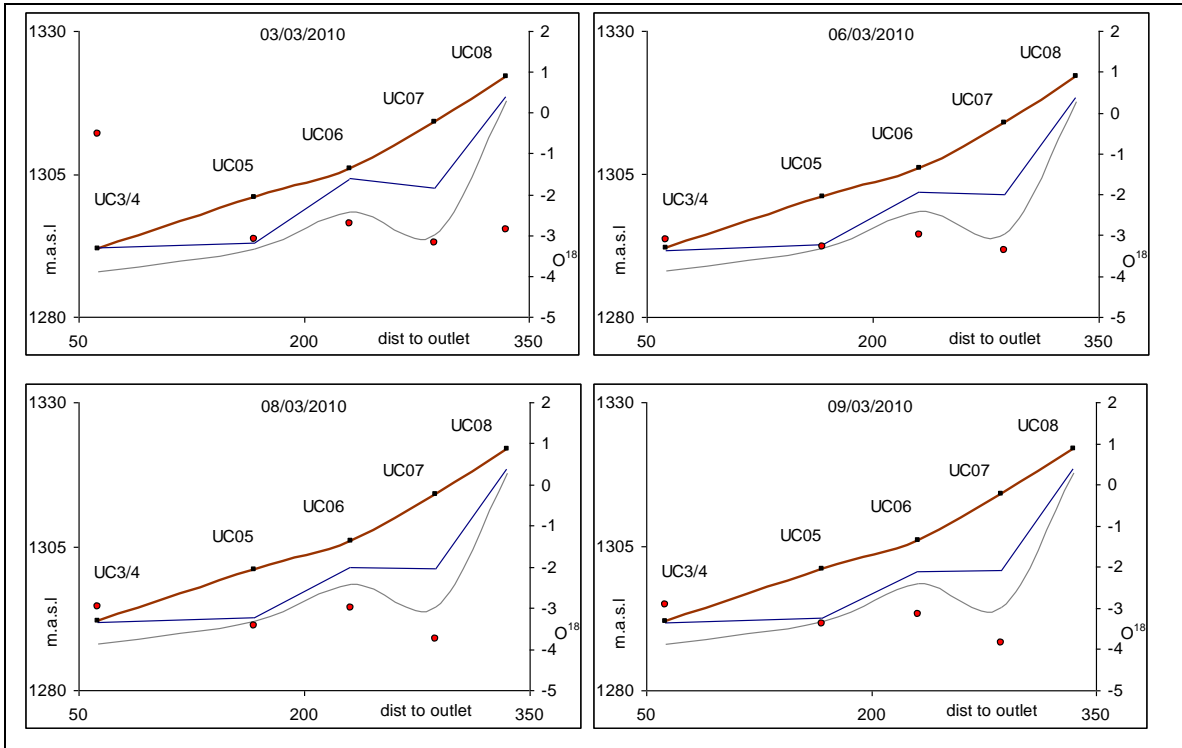 03/03/2010
1330
1305
1280
m.a.s.l
UC3/4
UC05
UC06
UC07
UC08
2
1
0
-1
-2
-3
-4
-5
O18
50
200
350
dist to outlet
06/03/2010
1330
1305
1280
m.a.s.l
UC3/4
UC05
UC06
UC07
UC08
2
1
0
-1
-2
-3
-4
-5
O18
50
200
350
dist to outlet
08/03/2010
1330
1305
1280
m.a.s.l
UC3/4
UC05
UC06
UC07
UC08
2
1
0
-1
-2
-3
-4
-5
O18
50
200
350
dist to outlet
09/03/2010
1330
1305
1280
m.a.s.l
UC3/4
UC05
UC06
UC07
UC08
2
1
0
-1
-2
-3
-4
-5
O18
50
200
350
dist to outlet